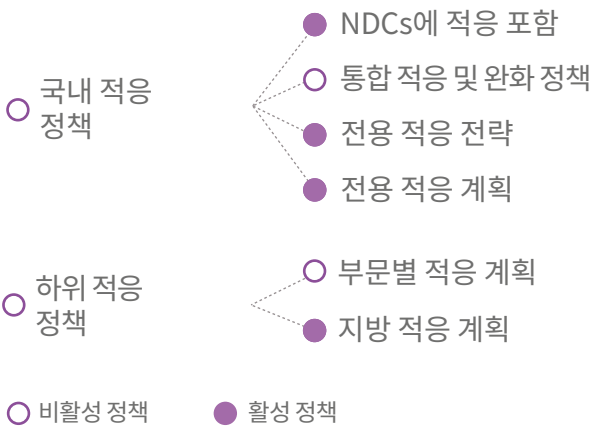 국내 적응
정책
NDCs에 적응 포함
통합 적응 및 완화 정책
전용 적응 전략
전용 적응 계획
하위 적응
정책
부문별 적응 계획
지방 적응 계획
비활성 정책
활성 정책